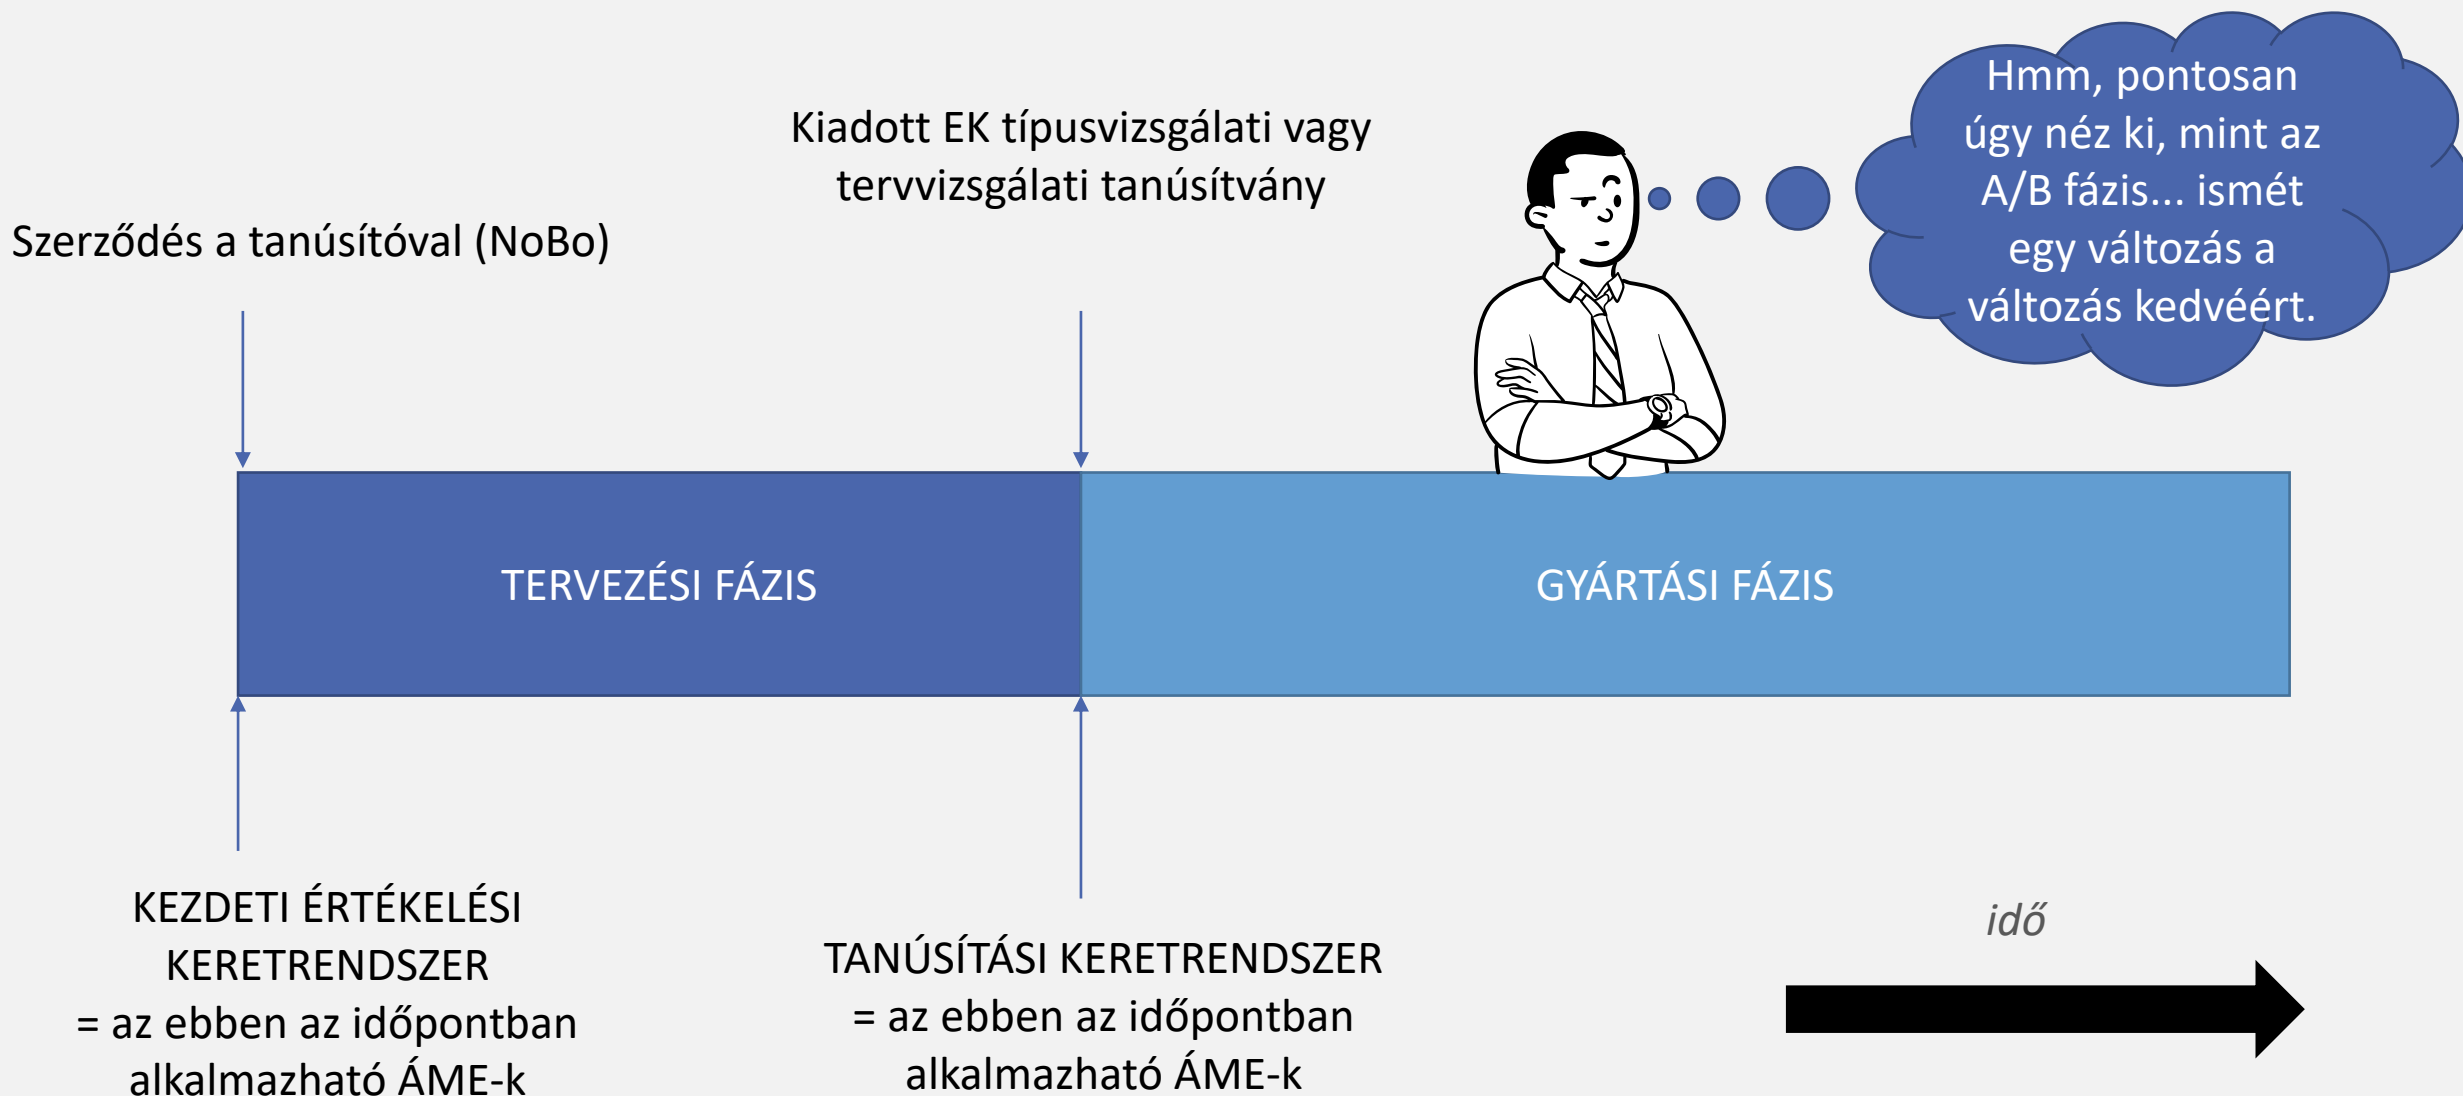 Hmm, pontosan
úgy néz ki, mint az
A/B fázis... ismét
egy változás a
változás kedvéért.
Kiadott EK típusvizsgálati vagy
tervvizsgálati tanúsítvány
Szerződés a tanúsítóval (NoBo)
TERVEZÉSI FÁZIS
GYÁRTÁSI FÁZIS
KEZDETI ÉRTÉKELÉSI
KERETRENDSZER
= az ebben az időpontban
alkalmazható ÁME-k
TANÚSÍTÁSI KERETRENDSZER
= az ebben az időpontban
alkalmazható ÁME-k
idő